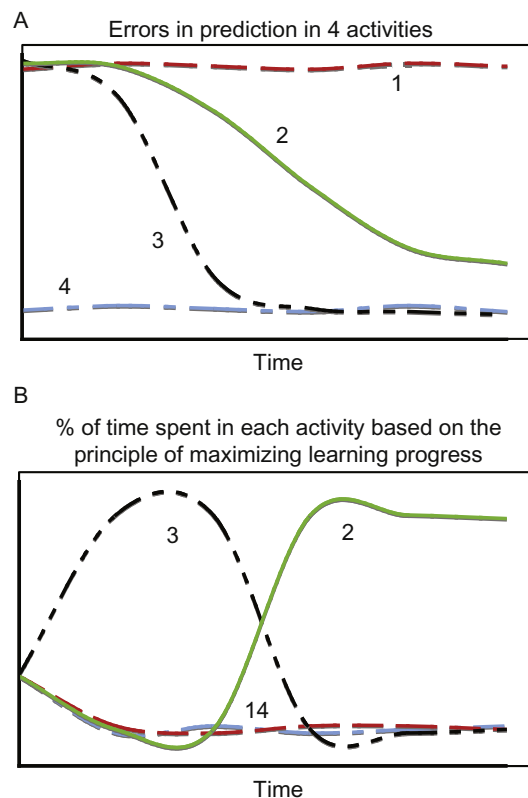 A
Errors in prediction in 4 activities
1
2
3
4
Time
B
% of time spent in each activity based on the
principle of maximizing learning progress
3
2
14
Time